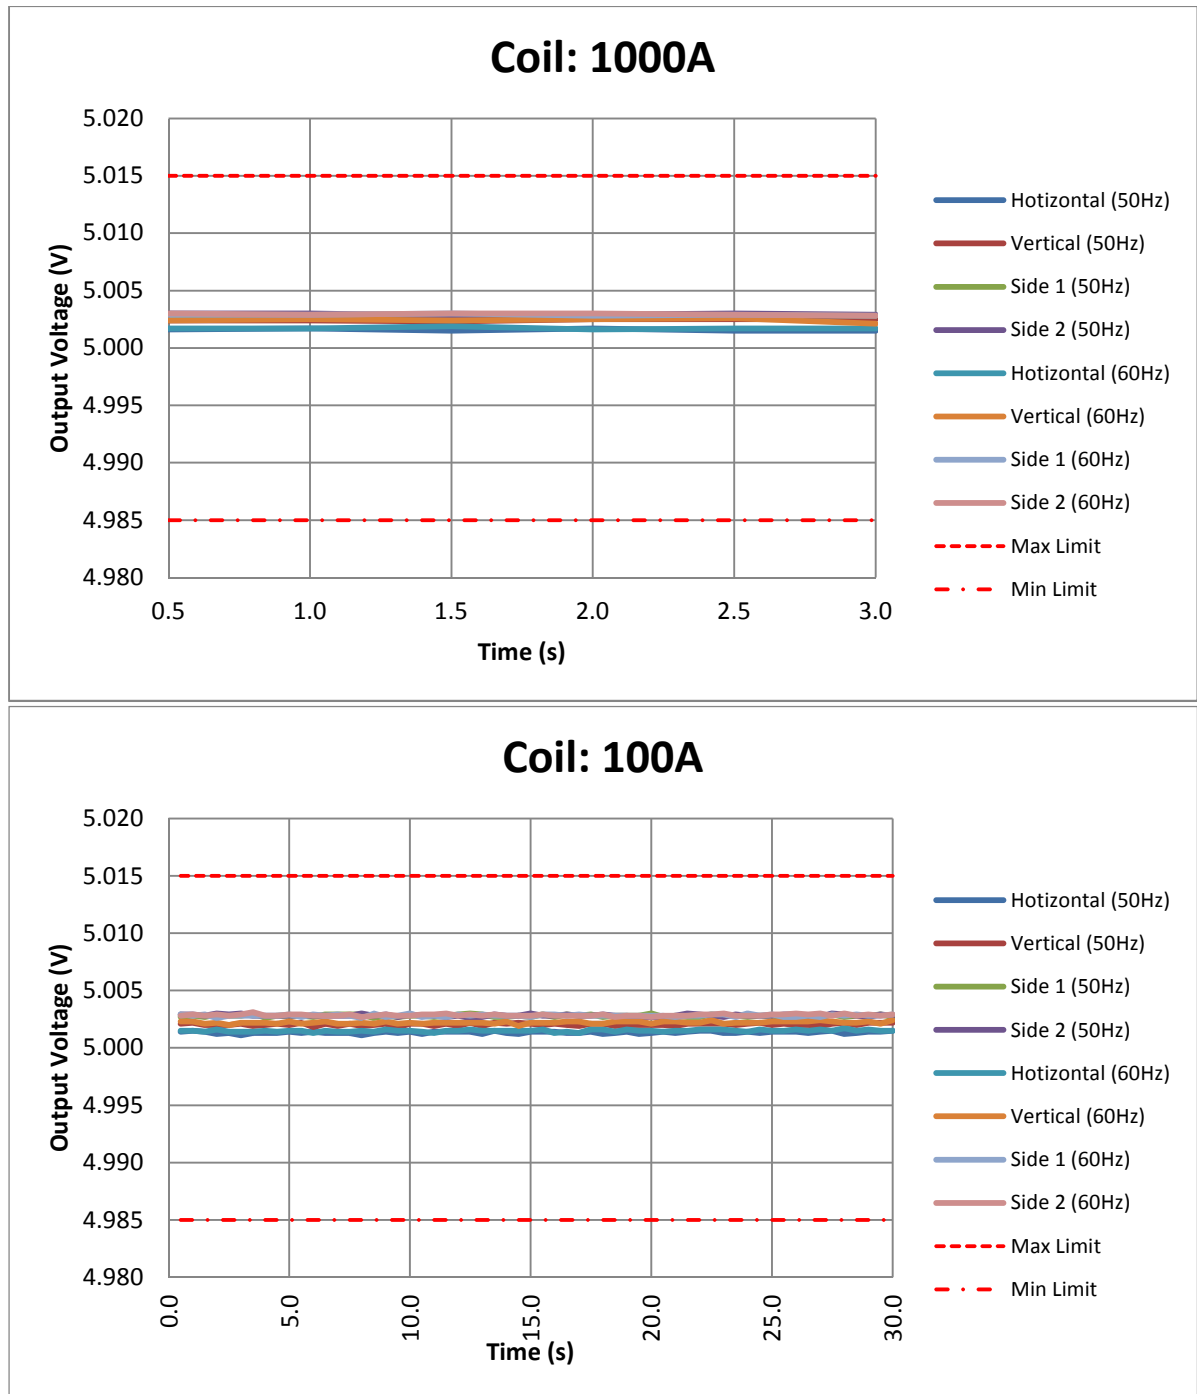 Coil: 1000A
Output Voltage (V)
5.020
5.015
5.010
5.005
5.000
4.995
4.990
4.985
4.980
0.5 1.0 1.5 2.0 2.5 3.0
Time (s)
Hotizontal (50Hz)
Vertical (50Hz)
Side 1 (50Hz)
Side 2 (50Hz)
Hotizontal (60Hz)
Vertical (60Hz)
Side 1 (60Hz)
Side 2 (60Hz)
Max Limit
Min Limit
Coil: 100A
Output Voltage (V)
5.020
5.015
5.010
5.005
5.000
4.995
4.990
4.985
4.980
0.0 5.0 10.0 15.0 20.0 25.0 30.0
Time (s)
Hotizontal (50Hz)
Vertical (50Hz)
Side 1 (50Hz)
Side 2 (50Hz)
Hotizontal (60Hz)
Vertical (60Hz)
Side 1 (60Hz)
Side 2 (60Hz)
Max Limit
Min Limit